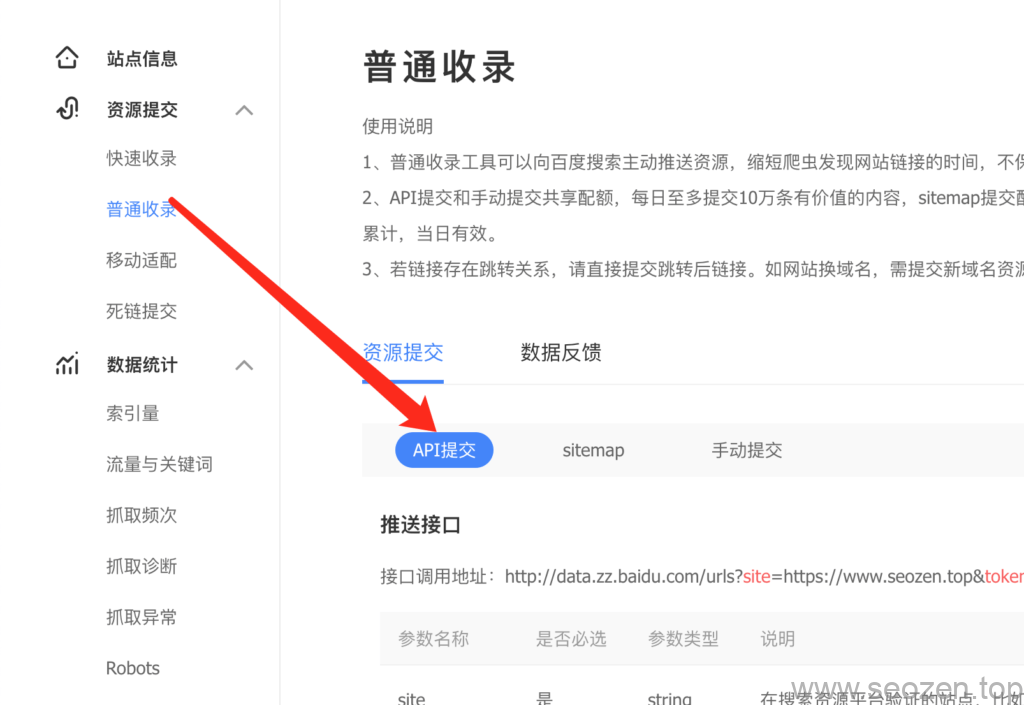 站点信息
资源提交
快速收录
普通收录
移动适配
死链提交
数据统计
索引量
流量与关键词
抓取频次
抓取诊断
抓取异常
Robots
普通收录
使用说明
1、普通收录工具可以向百度搜索主动推送资源，缩短爬虫发现网站链接的时间，不
2、API提交和手动提交共享配额，每日至多提交10万条有价值的内容，sitemap提交
累计，当日有效。
3、若链接存在跳转关系，请直接提交跳转后链接。如网站换域名，需提交新域名资
资源提交 数据反馈
API提交 sitemap 手动提交
推送接口
接口调用地址：http://data.zz.baidu.com/urls?site=https://www.seozen.top&token
参数名称 是否必选 参数类型 说明
site 是 string 在搜索资源平台验证的站点，比如
www.seozen.top